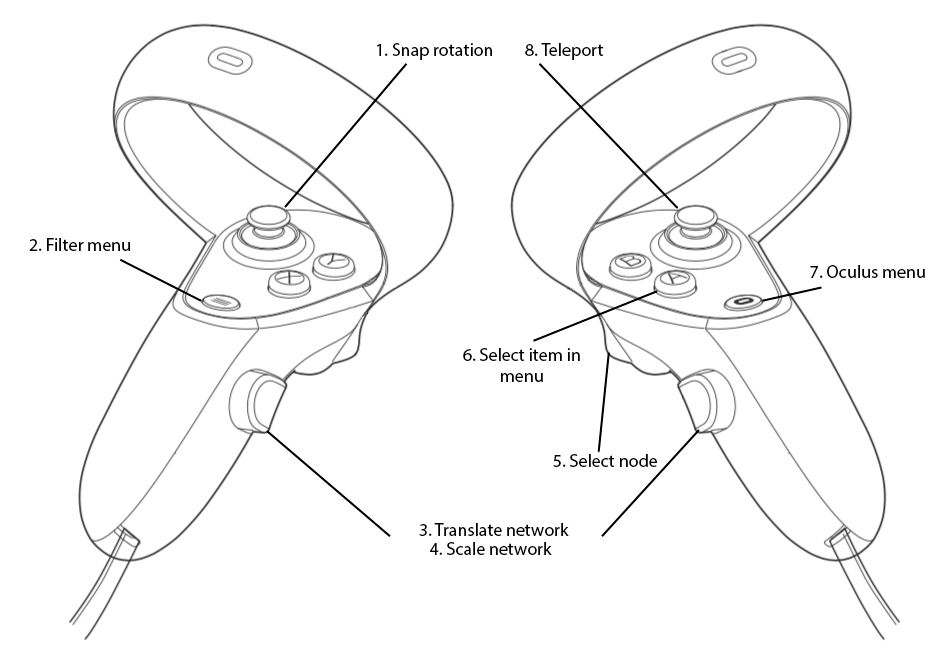 1. Snap rotation
8. Teleport
2. Filter menu
Y
X
B
A
7. Oculus menu
6. Select item in
menu
5. Select node
3. Translate network
4. Scale network